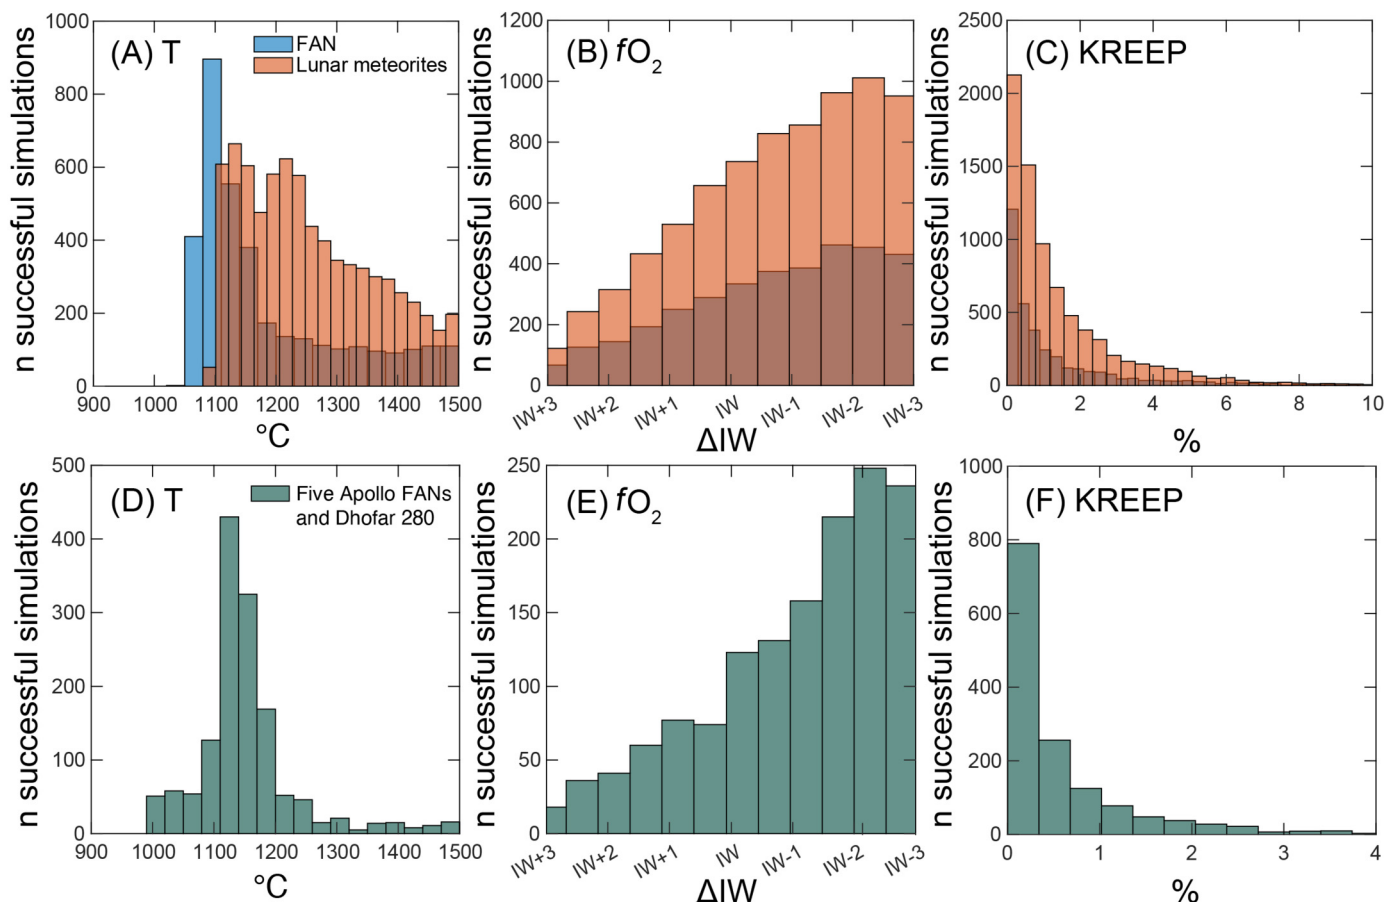 (A) T
FAN
Lunar meteorites
n successful simulations
1000
800
600
400
200
0
900
1000
1100
1200
1300
1400
1500
°C
(B) fO2
n successful simulations
1200
1000
800
600
400
200
0
IW+3
IW+2
IW+1
IW
IW-1
IW-2
IW-3
ΔIW
(C) KREEP
n successful simulations
2500
2000
1500
1000
500
0
0
2
4
6
8
10
%
(D) T
Five Apollo FANs
and Dhofar 280
n successful simulations
500
400
300
200
100
0
900
1000
1100
1200
1300
1400
1500
°C
(E) fO2
n successful simulations
250
200
150
100
50
0
IW+3
IW+2
IW+1
IW
IW-1
IW-2
IW-3
ΔIW
(F) KREEP
n successful simulations
1000
800
600
400
200
0
0
1
2
3
4
%